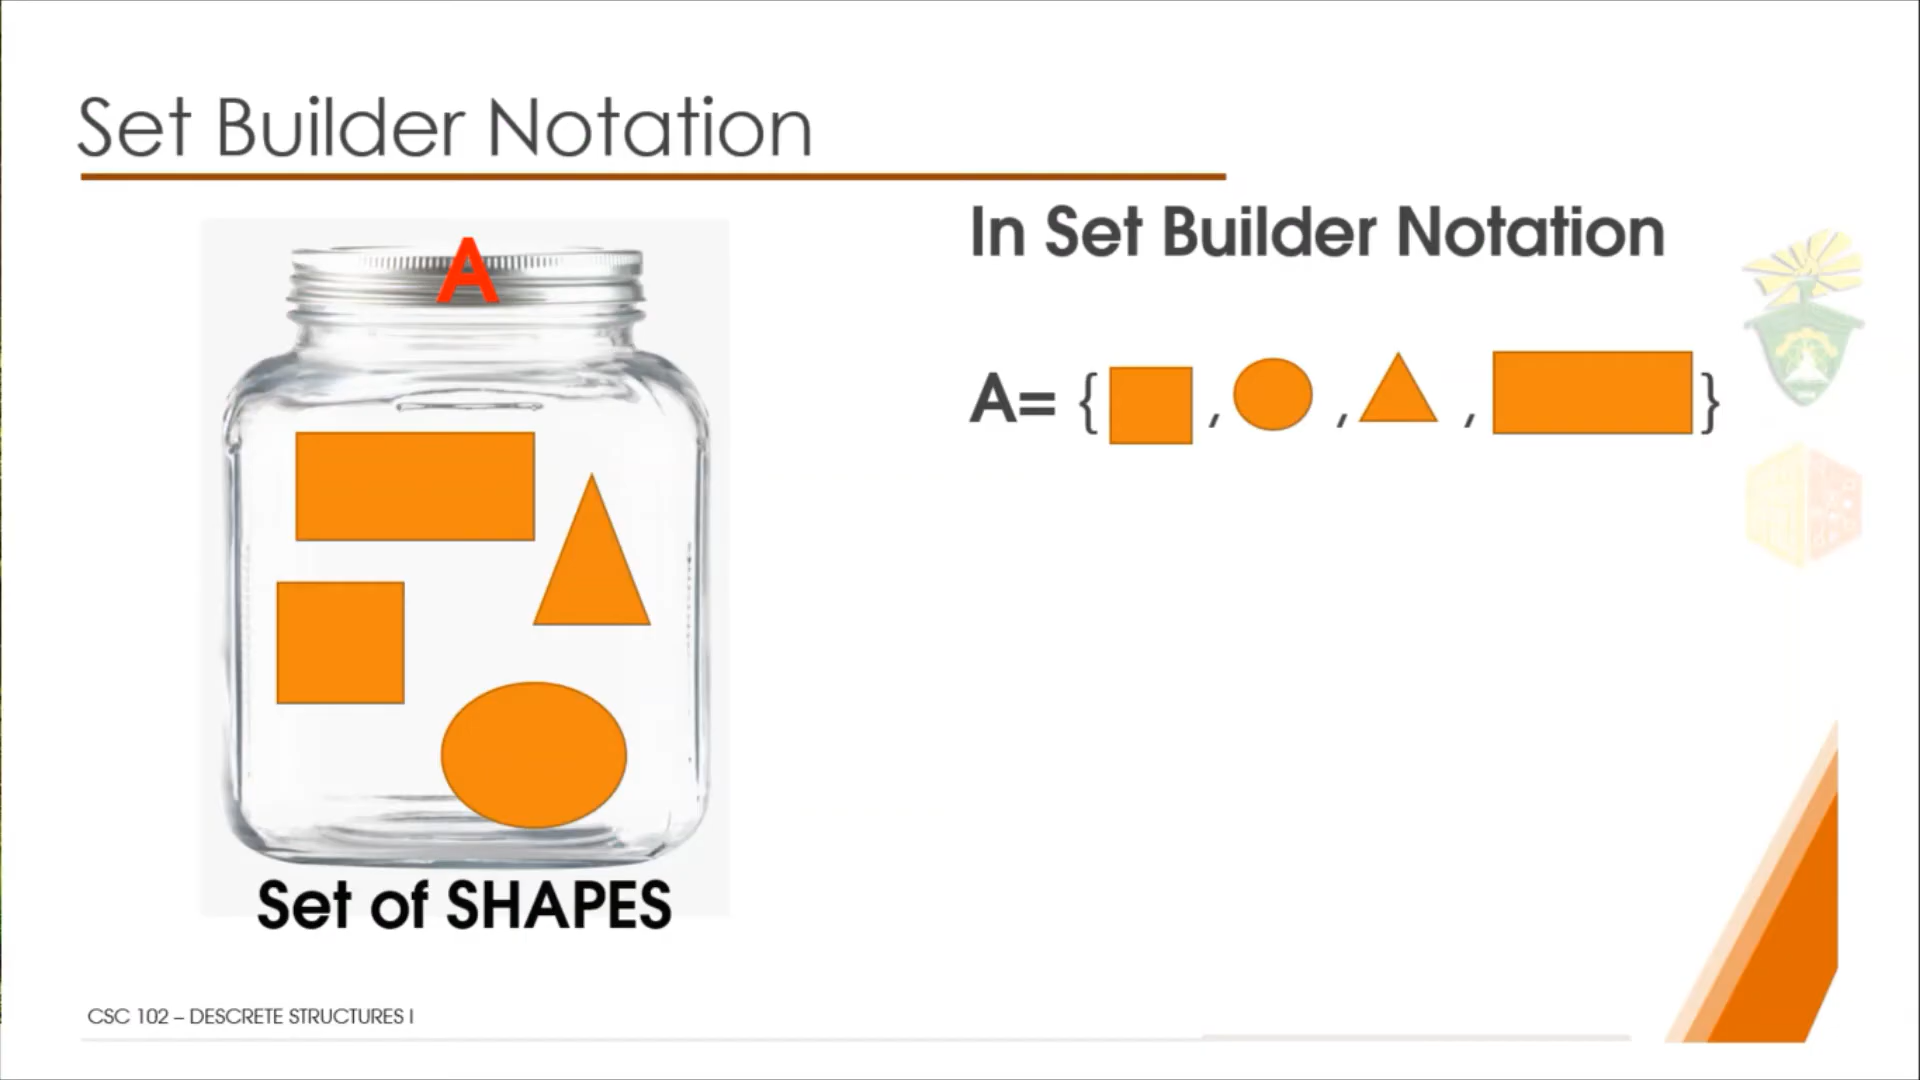 Set Builder Notation
In Set Builder Notation
A
A= { , , , }
Set of SHAPES
CSC 102 – DESCRETE STRUCTURES I